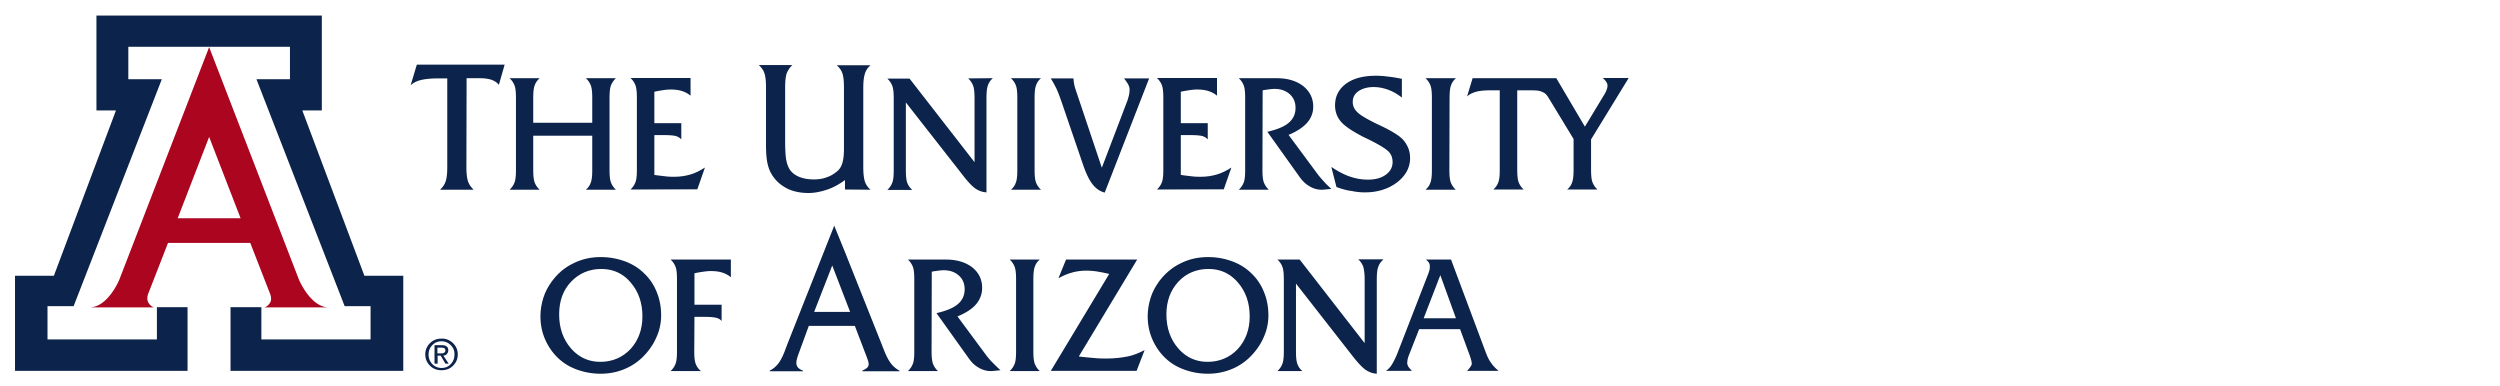 A ® THE UNIVERSITY
OF ARIZONA